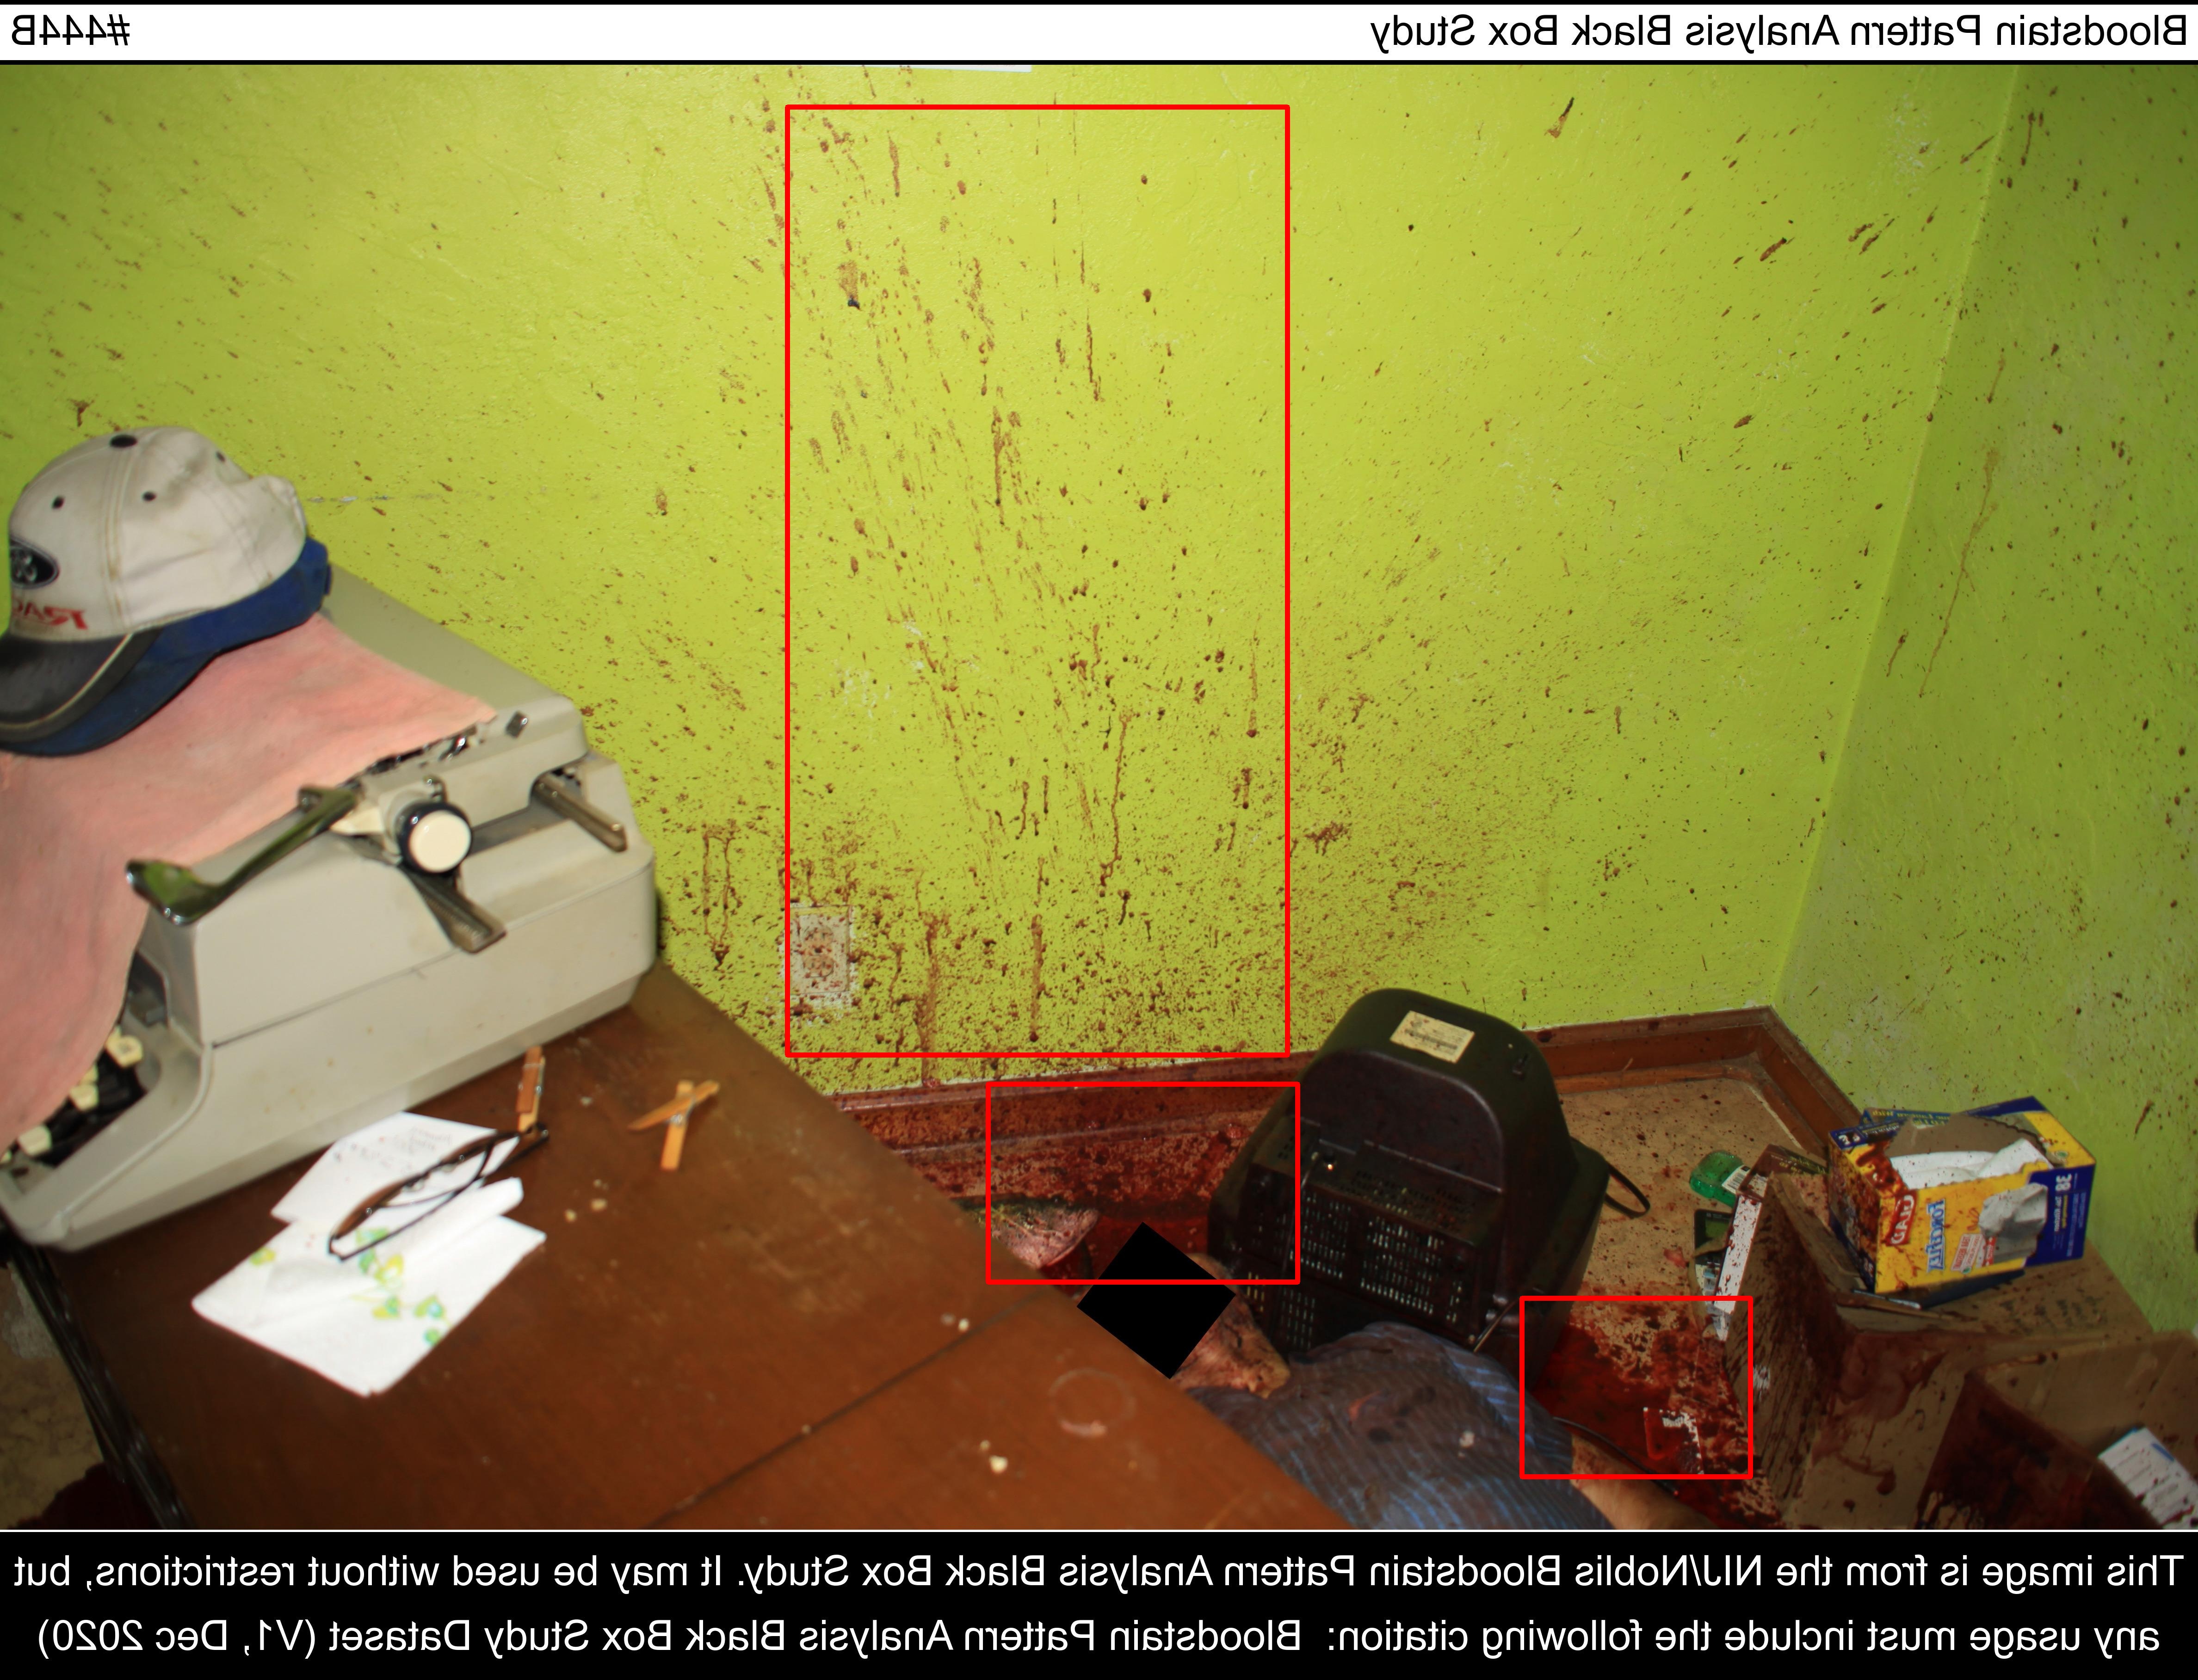 Bloodstain Pattern Analysis Black Box Study
#444B
This image is from the NIJ/Noblis Bloodstain Pattern Analysis Black Box Study. It may be used without restrictions, but
any usage must include the following citation: Bloodstain Pattern Analysis Black Box Study Dataset (V1, Dec 2020)